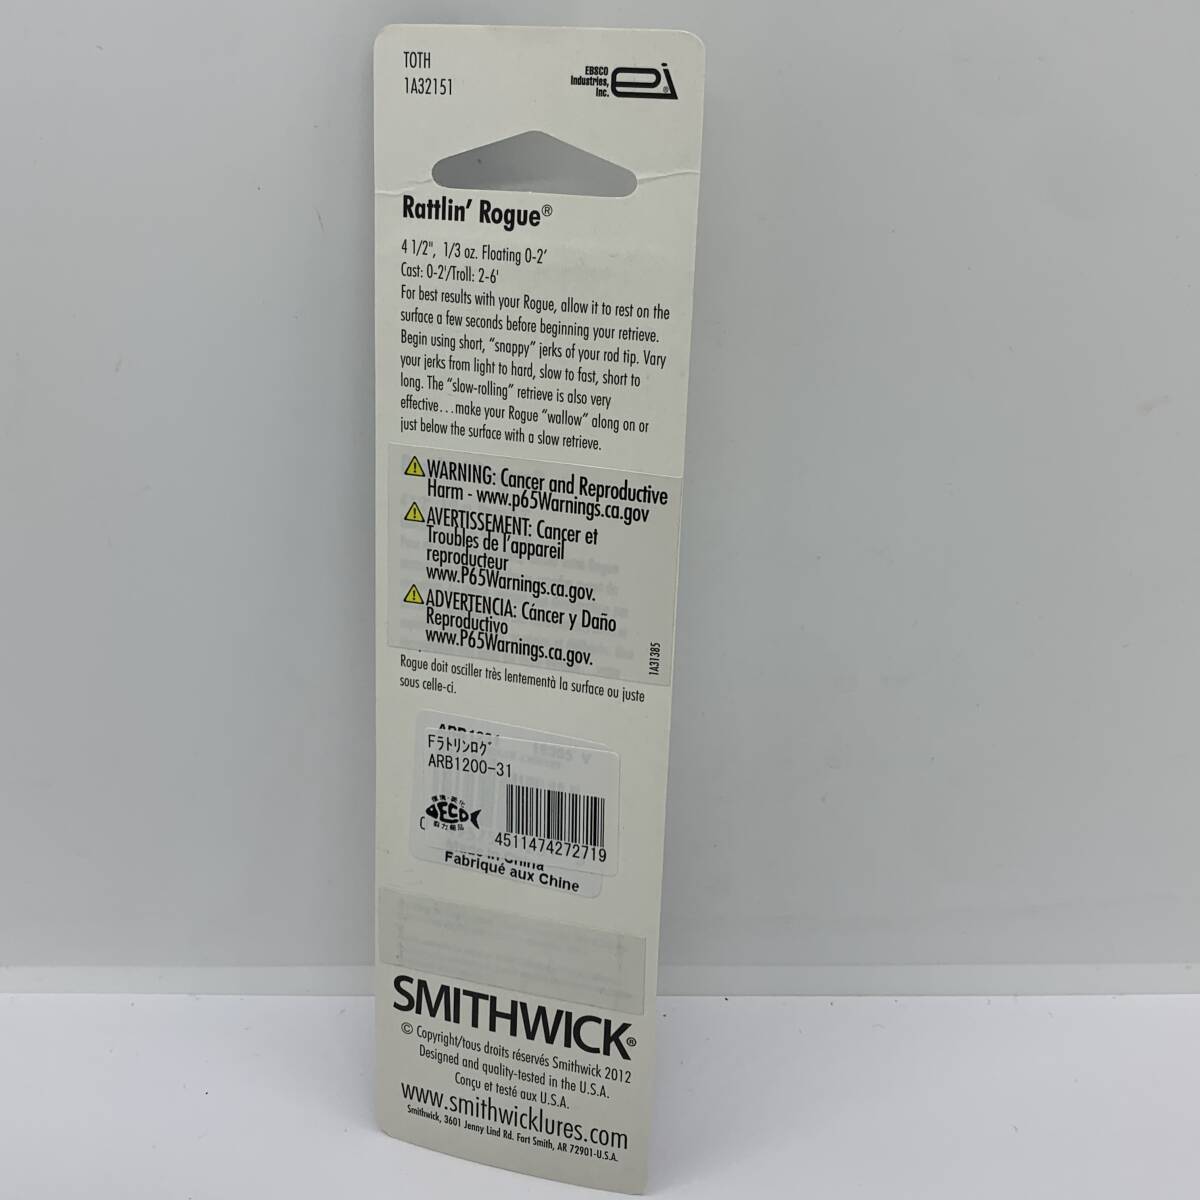 TOTH
1A32151
EBSCO
Industries,
Inc.
ei®
Rattlin' Rogue®
4 1/2", 1/3 oz. Floating 0-2'
Cast: 0-2'/Troll: 2-6'
For best results with your Rogue, allow it to rest on the
surface a few seconds before beginning your retrieve.
Begin using short, "snappy" jerks of your rod tip. Vary
your jerks from light to hard, slow to fast, short to
long. The "slow-rolling" retrieve is also very
effective...make your Rogue "wallow" along on or
just below the surface with a slow retrieve.
WARNING: Cancer and Reproductive
Harm - www.p65Warnings.ca.gov
AVERTISSEMENT: Cancer et
Troubles de l'appareil
reproducteur
www.P65Warnings.ca.gov.
ADVERTENCIA: Cáncer y Daño
Reproductivo
www.P65Warnings.ca.gov.
1A31385
Rogue doit osciller très lentementà la surface ou juste
sous celle-ci.
Fﾗﾄﾘﾝﾛｸﾞ
ARB1200-31
ECO
4511474272719
Made in China
Fabriqué aux Chine
SMITHWICK®
© Copyright/tous droits réservés Smithwick 2012
Designed and quality-tested in the U.S.A.
Conçu et testé aux U.S.A.
www.smithwicklures.com
Smithwick, 3601 Jenny Lind Rd. Fort Smith, AR 72901-U.S.A.